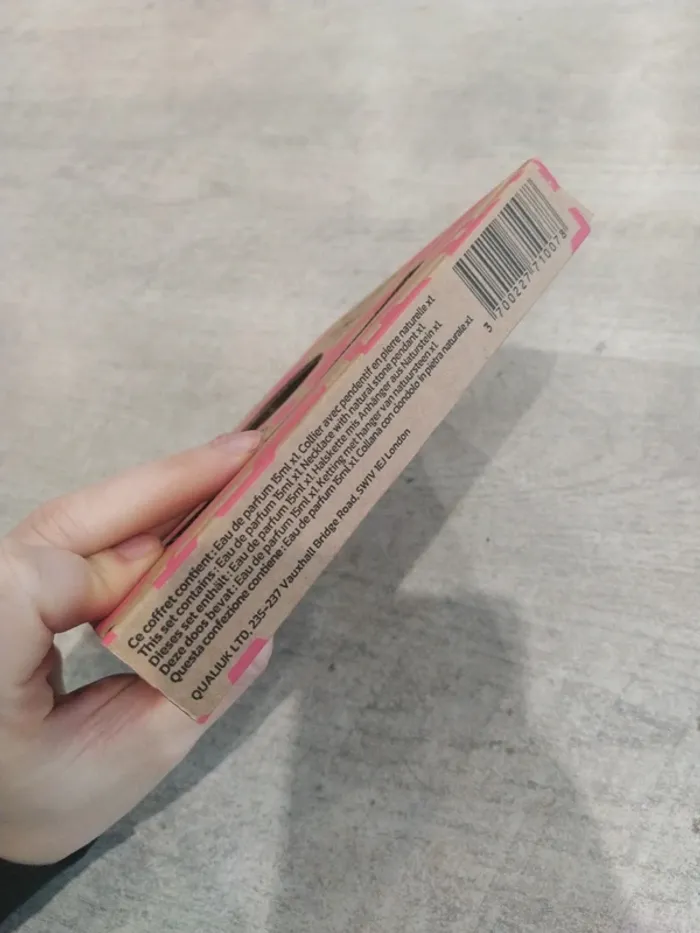 Ce coffret contient : Eau de parfum 15ml x1. Collier avec pendentif en pierre naturelle x1
This set contains : Eau de parfum 15ml x1. Necklace with natural stone pendant x1
Dieses set enthält : Eau de parfum 15ml x1. Halskette mis Anhänger aus Naturstein x1
Deze doos bevat : Eau de parfum 15ml x1. Ketting met hanger van natuursteen x1
Questa confezione contiene : Eau de parfum 15ml x1. Collana con ciondolo in pietra naturale x1
QUALIUK LTD, 235-237 Vauxhall Bridge Road, SW1V 1EJ London
3 700227 710078